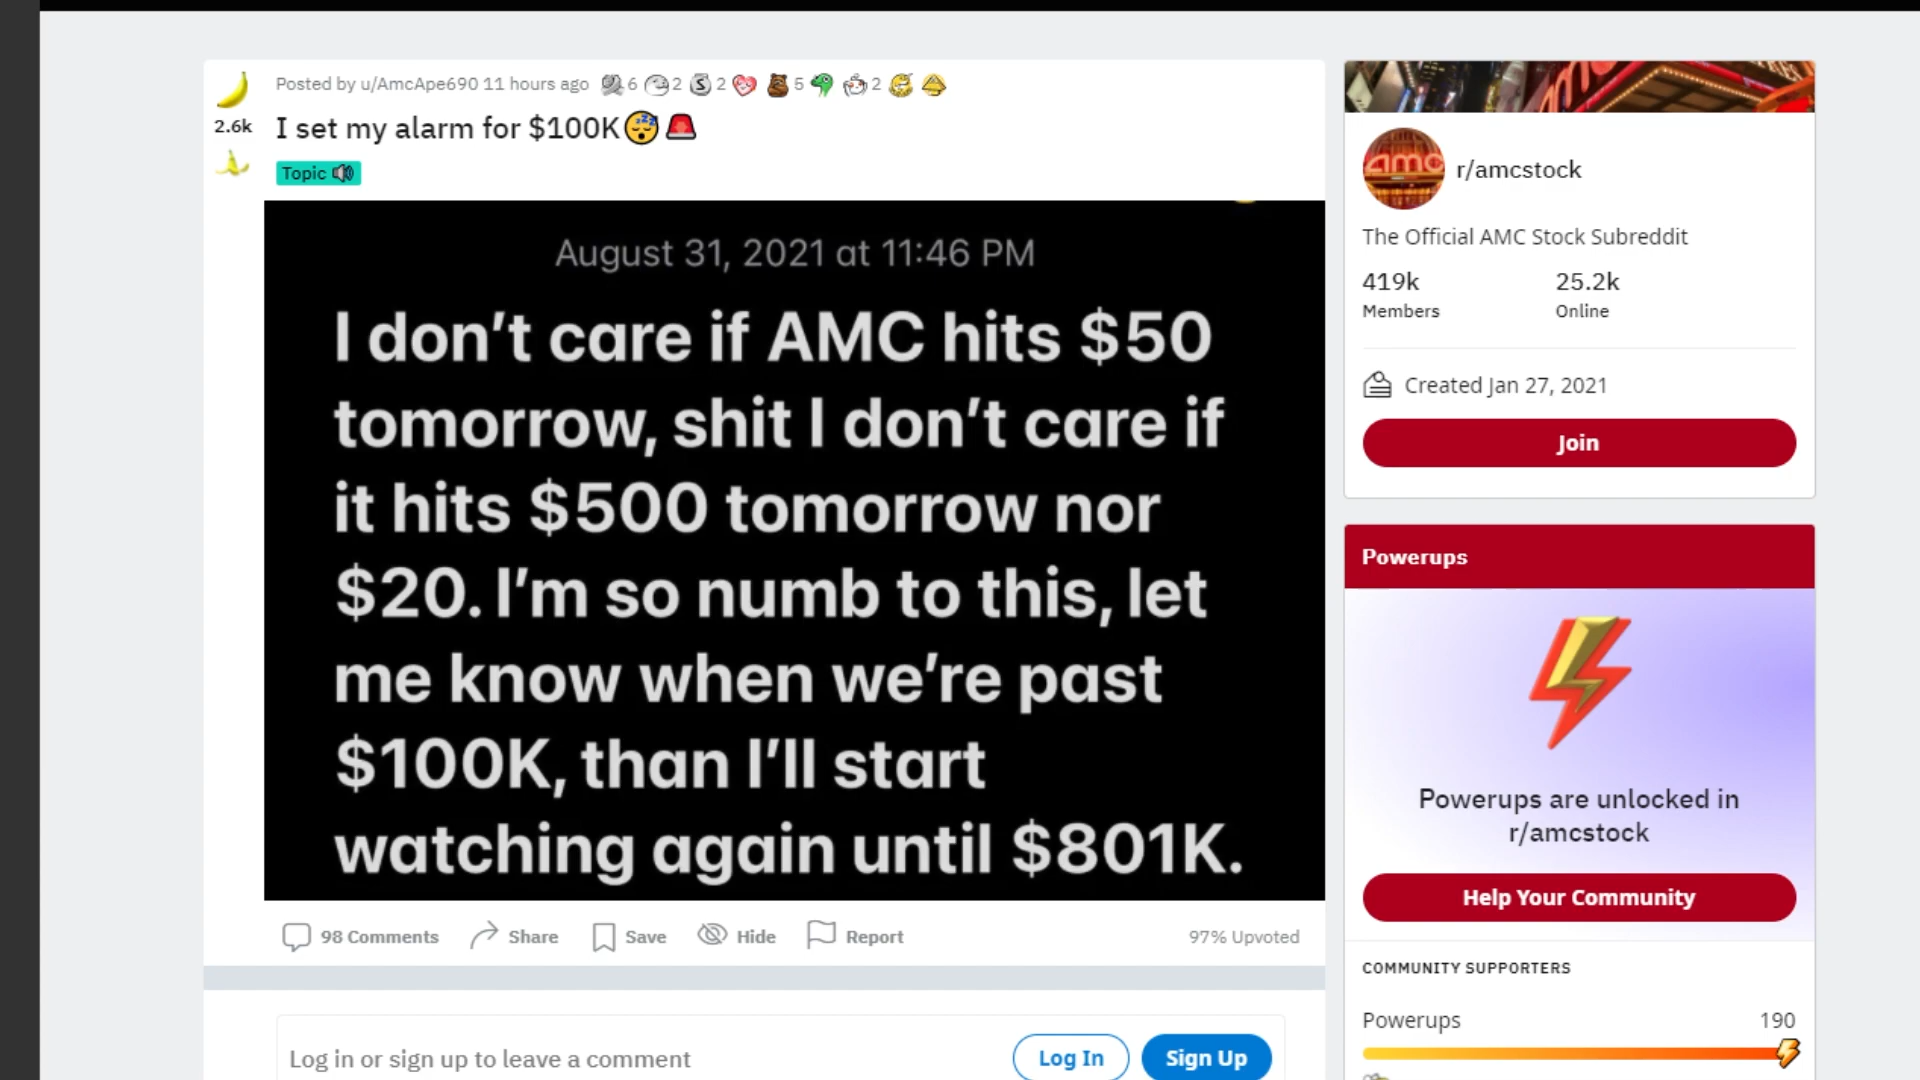 Posted by u/AmcApe690 11 hours ago 6 2 S 2 5 2
2.6k
I set my alarm for $100K
Topic
August 31, 2021 at 11:46 PM
I don't care if AMC hits $50
tomorrow, shit I don't care if
it hits $500 tomorrow nor
$20. I'm so numb to this, let
me know when we're past
$100K, than I'll start
watching again until $801K.
98 Comments Share Save Hide Report 97% Upvoted
Log in or sign up to leave a comment Log In Sign Up
amc
amc r/amcstock
The Official AMC Stock Subreddit
419k 25.2k
Members Online
Created Jan 27, 2021
Join
Powerups
Powerups are unlocked in
r/amcstock
Help Your Community
COMMUNITY SUPPORTERS
Powerups 190